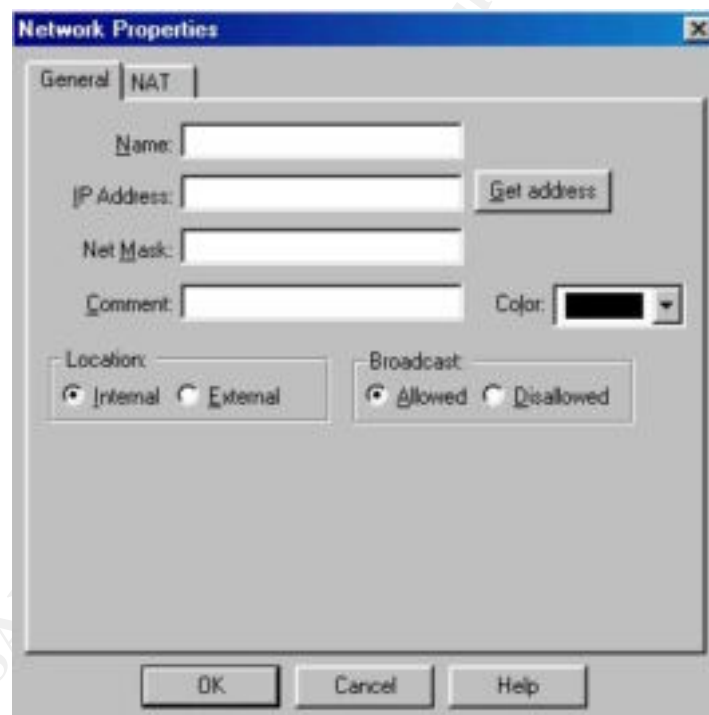 Network Properties
General NAT
Name:
IP Address: Get address
Net Mask:
Comment: Color:
Location: Broadcast:
Internal External Allowed Disallowed
OK Cancel Help